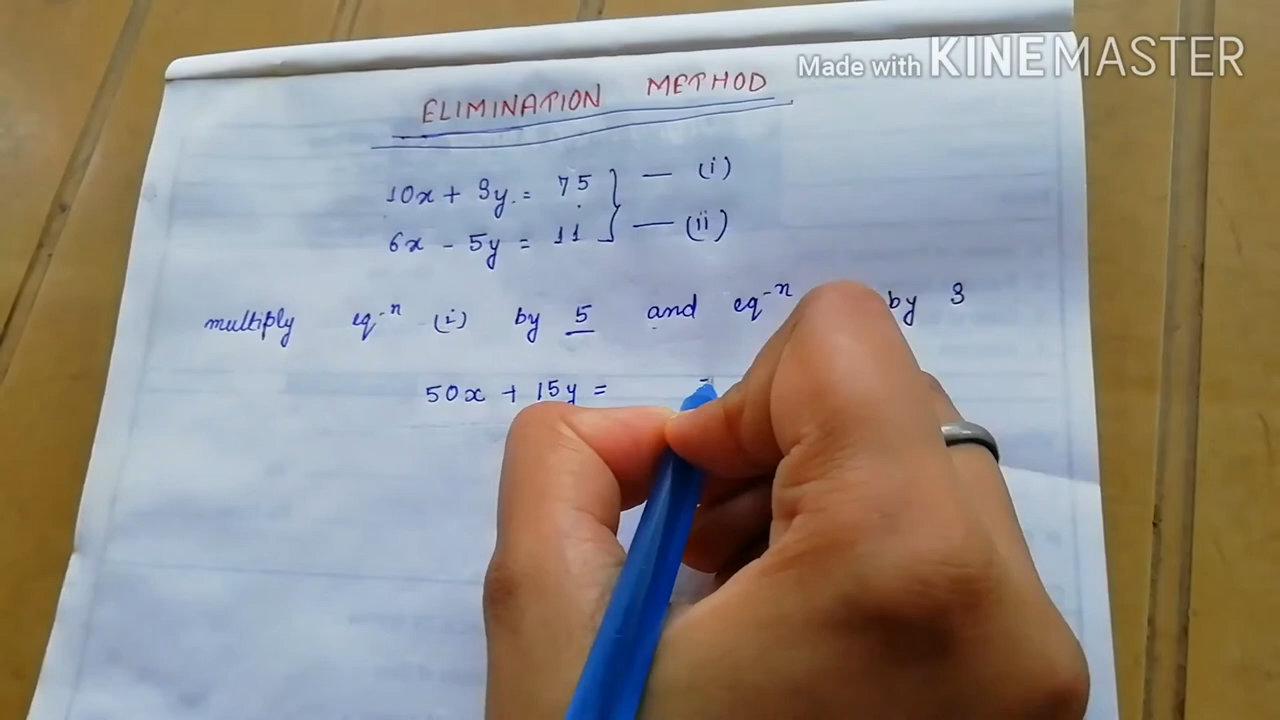 Made with KINEMASTER
ELIMINATION METHOD
10x + 3y = 75 } — (i)
6x - 5y = 11 } — (ii)
multiply eq-n (i) by 5 and eq-n by 3
50x + 15y =